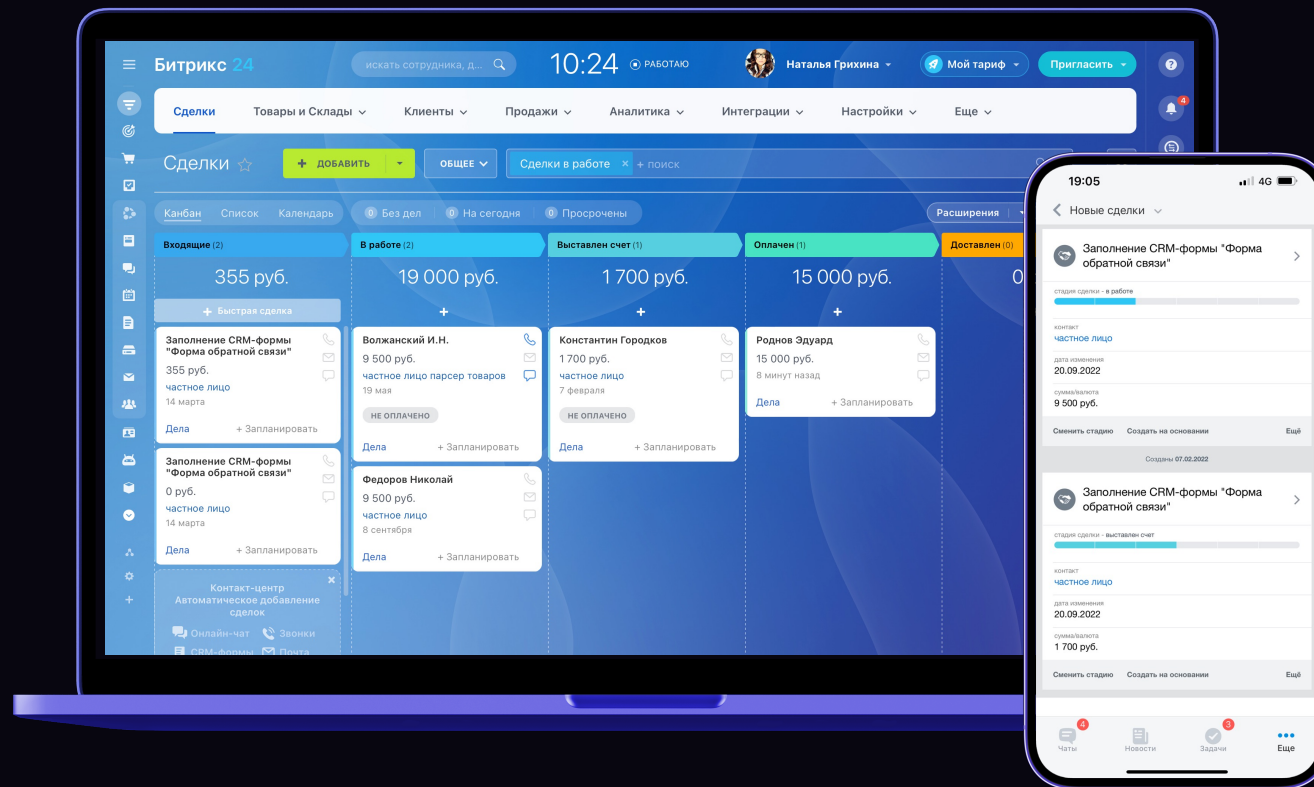 Битрикс 24
искать сотрудника, д...
10:24
РАБОТАЮ
Наталья Грихина
Мой тариф
Пригласить
?
4
Сделки
Товары и Склады
Клиенты
Продажи
Аналитика
Интеграции
Настройки
Еще
Сделки
+ ДОБАВИТЬ
ОБЩЕЕ
Сделки в работе ×
+ поиск
Канбан
Список
Календарь
0 Без дел
0 На сегодня
0 Просрочены
Расширения
Входящие (2)
355 руб.
+ Быстрая сделка
Заполнение CRM-формы
"Форма обратной связи"
355 руб.
частное лицо
14 марта
Дела + Запланировать
Заполнение CRM-формы
"Форма обратной связи"
0 руб.
частное лицо
14 марта
Дела + Запланировать
Контакт-центр
Автоматическое добавление
сделок
Онлайн-чат Звонки
CRM-формы Почта
В работе (2)
19 000 руб.
+
Волжанский И.Н.
9 500 руб.
частное лицо парсер товаров
19 мая
НЕ ОПЛАЧЕНО
Дела + Запланировать
Федоров Николай
9 500 руб.
частное лицо
8 сентября
Дела + Запланировать
Выставлен счет (1)
1 700 руб.
+
Константин Городков
1 700 руб.
частное лицо
7 февраля
НЕ ОПЛАЧЕНО
Дела + Запланировать
Оплачен (1)
15 000 руб.
+
Роднов Эдуард
15 000 руб.
8 минут назад
Дела + Запланировать
Доставлен (0)
0
19:05
4G
Новые сделки
Заполнение CRM-формы "Форма
обратной связи"
стадия сделки - в работе
контакт
частное лицо
дата изменения
20.09.2022
сумма/валюта
9 500 руб.
Сменить стадию Создать на основании Ещё
Созданы 07.02.2022
Заполнение CRM-формы "Форма
обратной связи"
стадия сделки - выставлен счет
контакт
частное лицо
дата изменения
20.09.2022
сумма/валюта
1 700 руб.
Сменить стадию Создать на основании Ещё
4
3
Чаты
Новости
Задачи
Еще